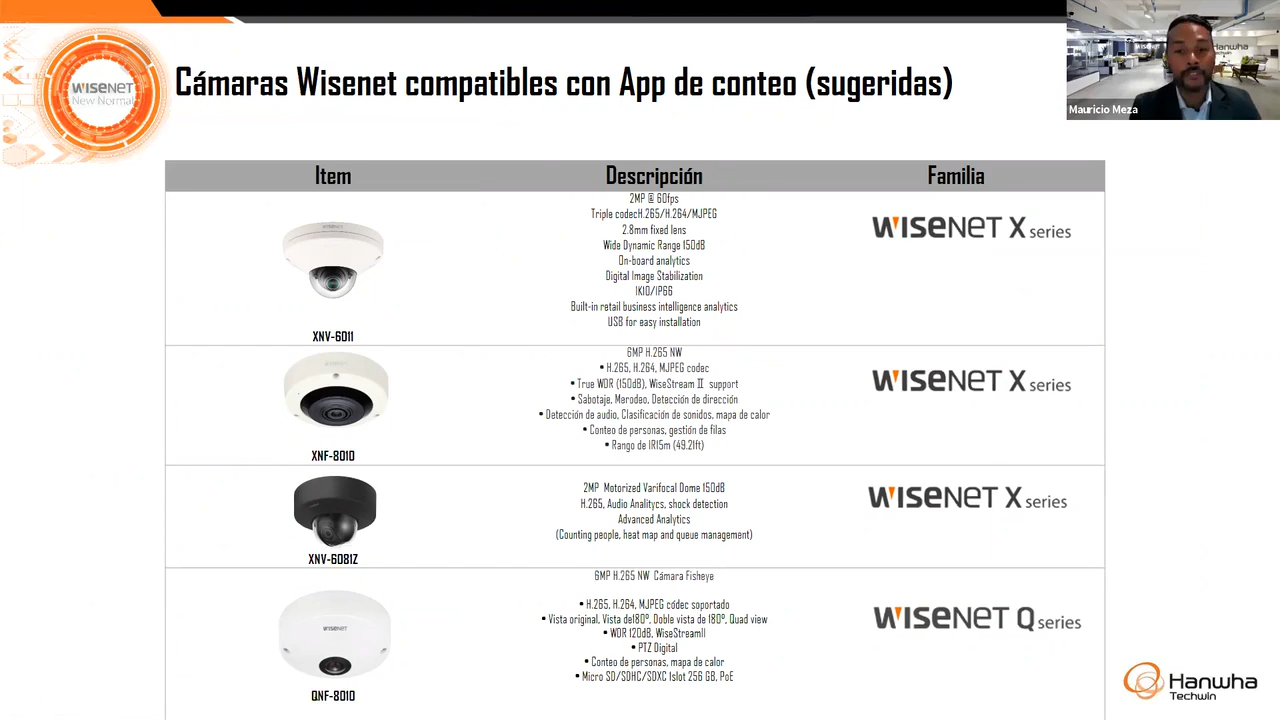 WISENET
New Normal
Cámaras Wisenet compatibles con App de conteo (sugeridas)
WISENET
Hanwha
Techwin
Mauricio Meza
Item
Descripción
Familia
WISENET
XNV-6011
2MP @ 60fps
Triple codecH.265/H.264/MJPEG
2.8mm fixed lens
Wide Dynamic Range 150dB
On-board analytics
Digital Image Stabilization
IK10/IP66
Built-in retail business intelligence analytics
USB for easy installation
WISENET X series
XNF-8010
6MP H.265 NW
• H.265, H.264, MJPEG codec
• True WDR (150dB), WiseStream II support
• Sabotaje, Merodeo, Detección de dirección
• Detección de audio, Clasificación de sonidos, mapa de calor
• Conteo de personas, gestión de filas
• Rango de IR15m (49.21ft)
WISENET X series
XNV-6081Z
2MP Motorized Varifocal Dome 150dB
H.265, Audio Analitycs, shock detection
Advanced Analytics
(Counting people, heat map and queue management)
WISENET X series
WISENET
QNF-8010
6MP H.265 NW Cámara Fisheye
• H.265, H.264, MJPEG códec soportado
• Vista original, Vista de180º, Doble vista de 180º, Quad view
• WDR 120dB, WiseStreamII
• PTZ Digital
• Conteo de personas, mapa de calor
• Micro SD/SDHC/SDXC 1slot 256 GB, PoE
WISENET Q series
Hanwha
Techwin